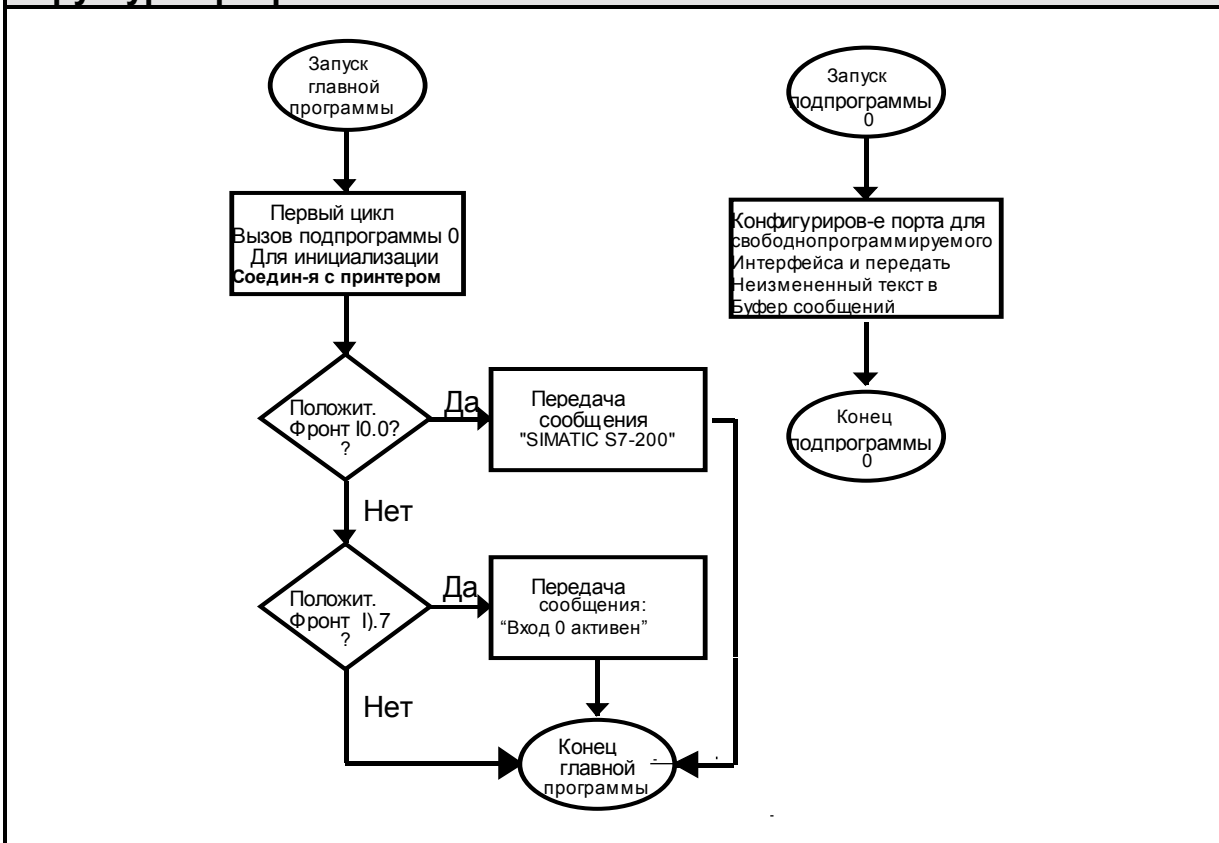 Запуск
главной
программы
Первый цикл
Вызов подпрограммы 0
Для инициализации
Соедин-я с принтером
Положит.
Фронт I0.0?
?
Да
Передача
сообщения
"SIMATIC S7-200"
Нет
Положит.
Фронт I).7
?
Да
Передача
сообщения:
“Вход 0 активен”
Нет
Конец
главной
программы
Запуск
подпрограммы
0
Конфигуриров-е порта для
свободнопрограммируемого
Интерфейса и передать
Неизмененный текст в
Буфер сообщений
Конец
подпрограммы
0